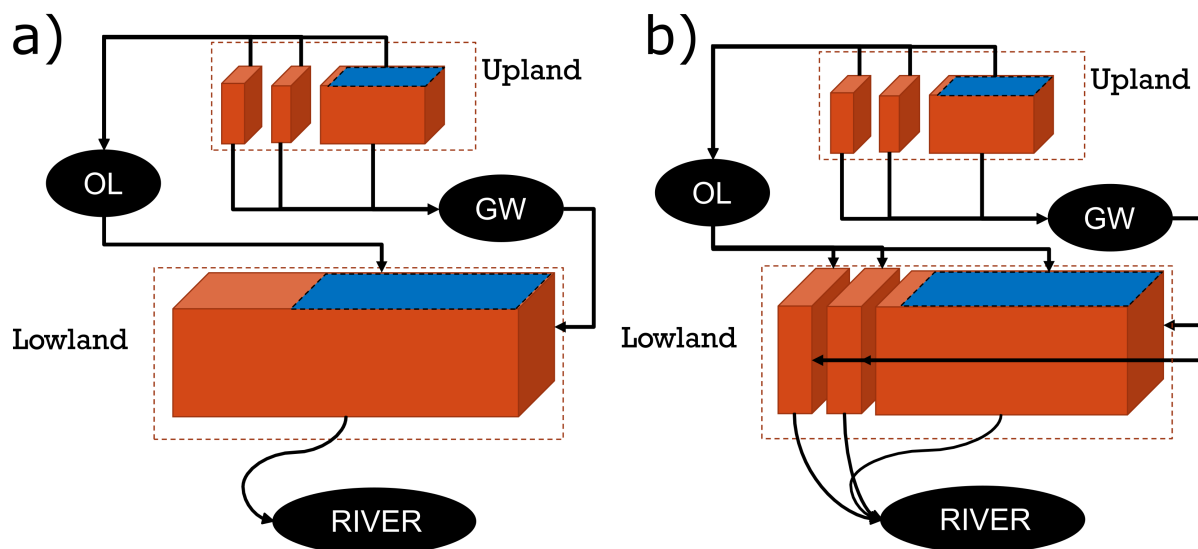 a)
Upland
OL
GW
Lowland
RIVER
b)
Upland
OL
GW
Lowland
RIVER